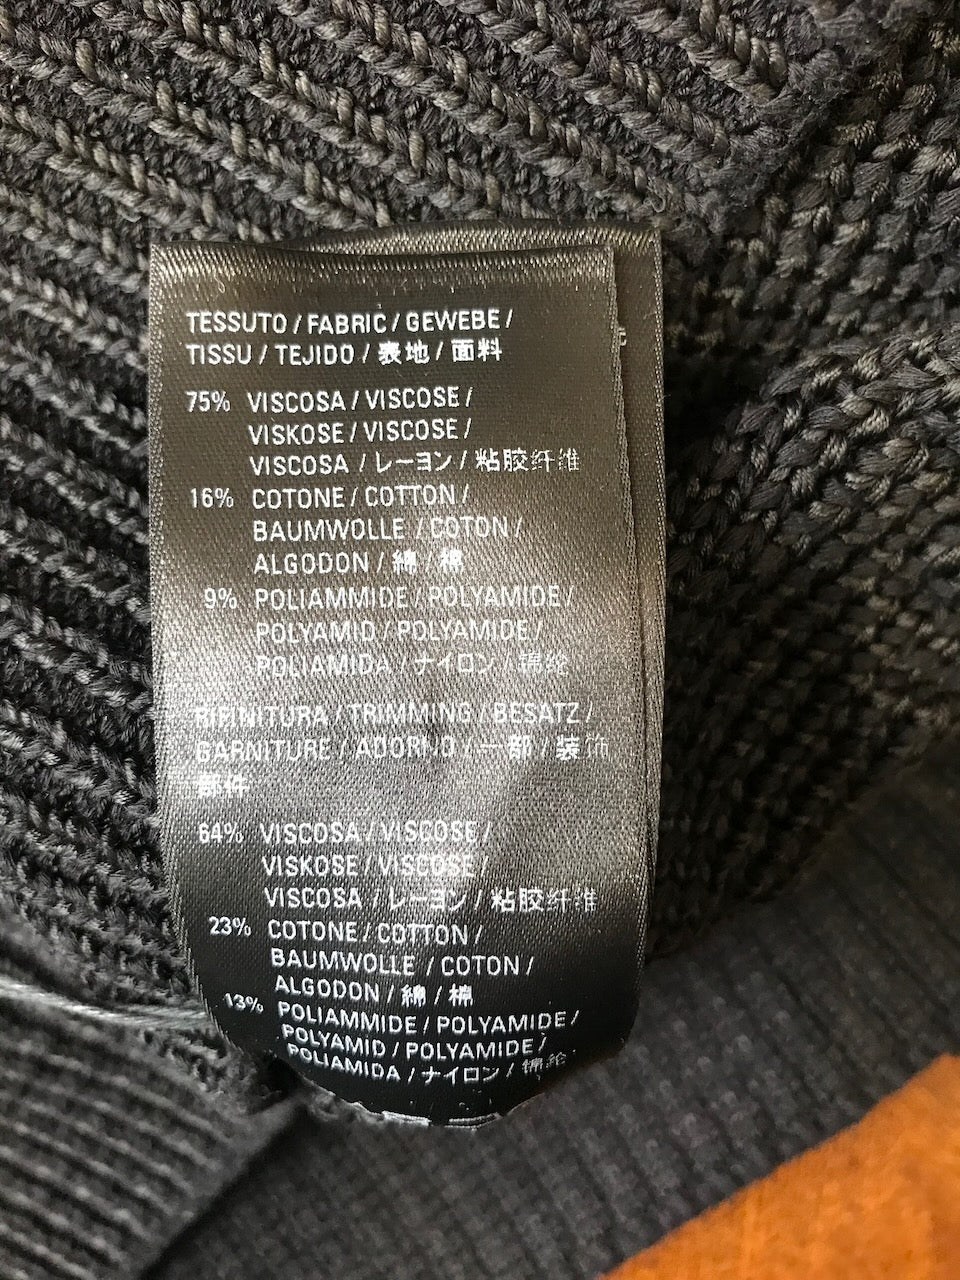 TESSUTO / FABRIC / GEWEBE /
TISSU / TEJIDO / 表地 / 面料
75% VISCOSA / VISCOSE /
VISKOSE / VISCOSE /
VISCOSA / レーヨン / 粘胶纤维
16% COTONE / COTTON /
BAUMWOLLE / COTON /
ALGODON / 綿 / 棉
9% POLIAMMIDE / POLYAMIDE /
POLYAMID / POLYAMIDE /
POLIAMIDA / ナイロン / 锦纶
RIFINITURA / TRIMMING / BESATZ /
GARNITURE / ADORNO / 一部 / 装饰
部件
64% VISCOSA / VISCOSE /
VISKOSE / VISCOSE /
VISCOSA / レーヨン / 粘胶纤维
23% COTONE / COTTON /
BAUMWOLLE / COTON /
ALGODON / 綿 / 棉
13% POLIAMMIDE / POLYAMIDE /
POLYAMID / POLYAMIDE /
POLIAMIDA / ナイロン / 锦纶